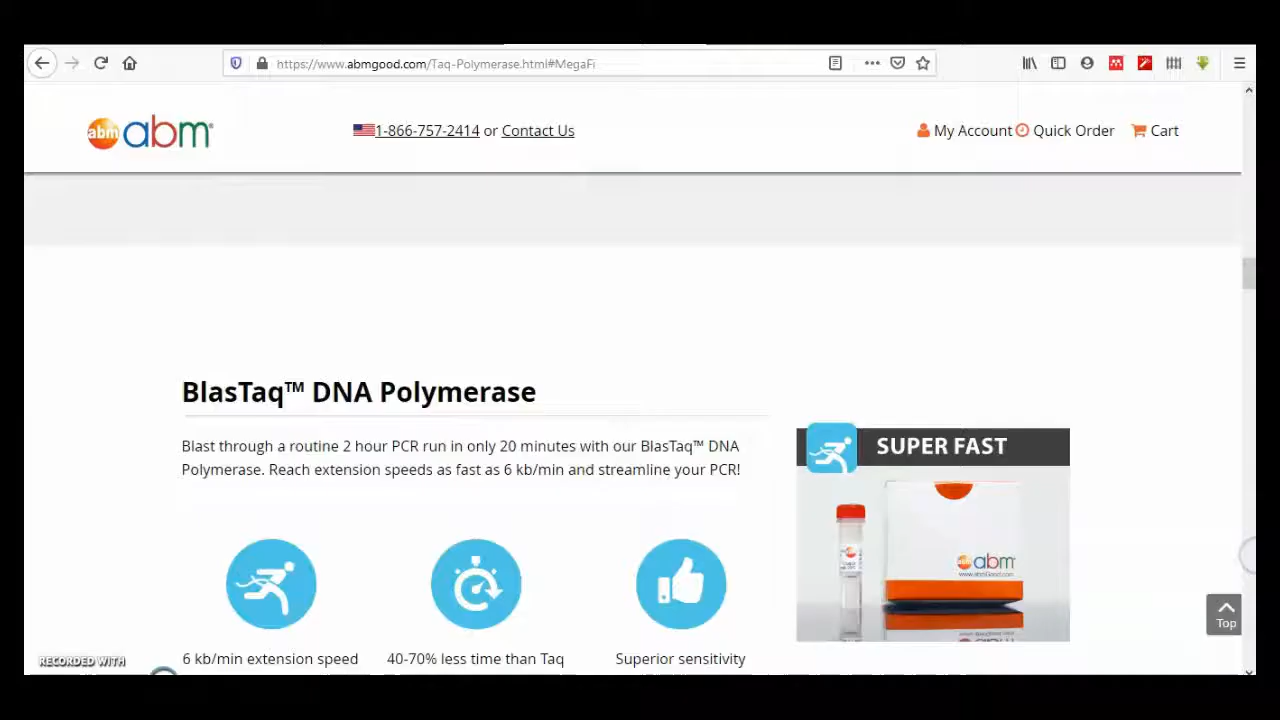 https://www.abmgood.com/Taq-Polymerase.html#MegaFi
abm abm®
1-866-757-2414 or Contact Us
My Account Quick Order Cart
BlasTaq™ DNA Polymerase
Blast through a routine 2 hour PCR run in only 20 minutes with our BlasTaq™ DNA
Polymerase. Reach extension speeds as fast as 6 kb/min and streamline your PCR!
SUPER FAST
abm
6 kb/min extension speed
40-70% less time than Taq
Superior sensitivity
Top
RECORDED WITH